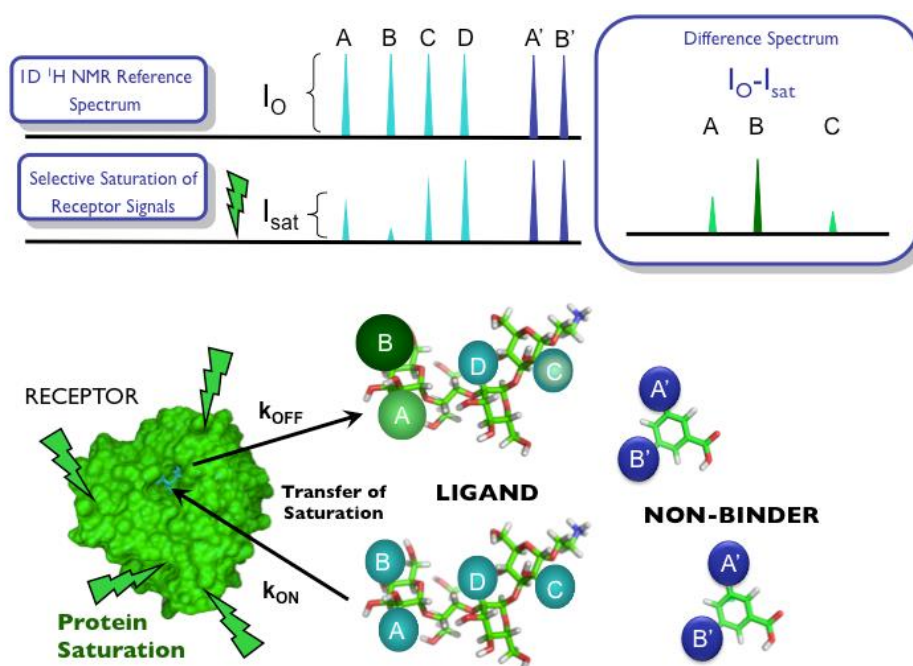 A B C D A' B'
1D ¹H NMR Reference
Spectrum
I_O
Selective Saturation of
Receptor Signals
I_sat
Difference Spectrum
I_O-I_sat
A B C
RECEPTOR
k_OFF
B
A
D
C
A'
B'
Transfer of
Saturation
LIGAND
NON-BINDER
k_ON
B
A
D
C
A'
B'
Protein
Saturation